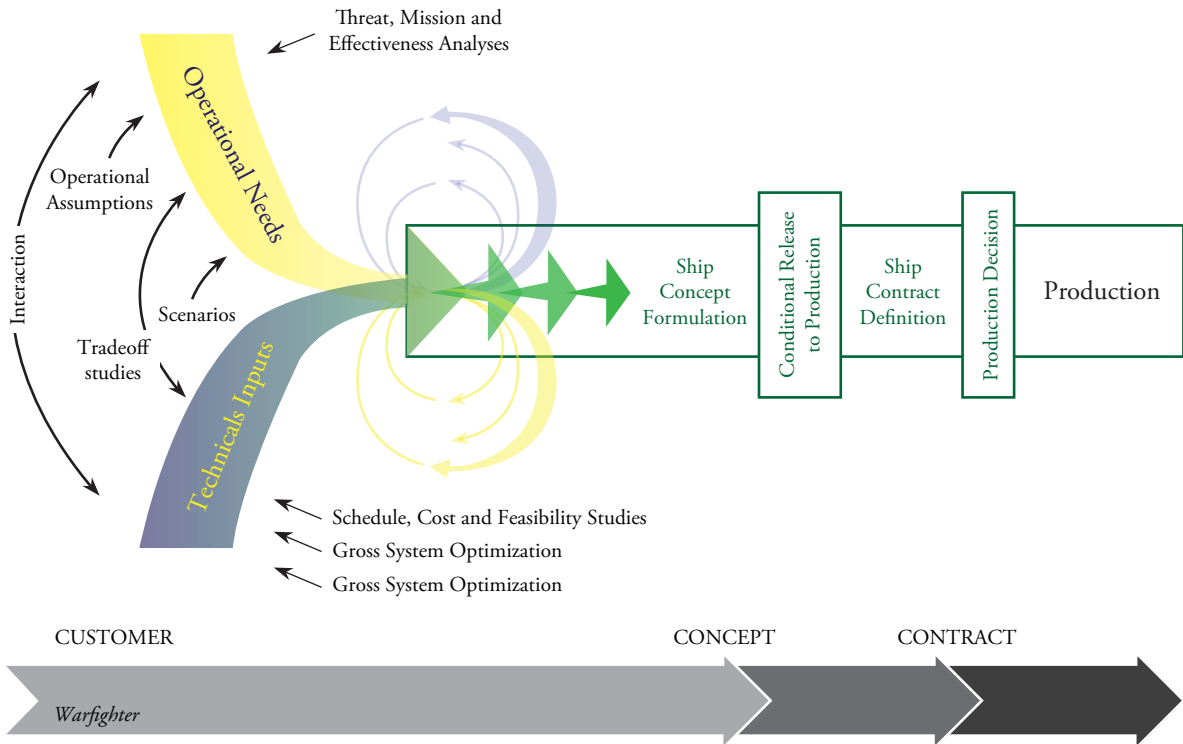 Threat, Mission and
Effectiveness Analyses
Operational Needs
Operational
Assumptions
Interaction
Scenarios
Tradeoff
studies
Technicals Inputs
Ship
Concept
Formulation
Conditional Release
to Production
Ship
Contract
Definition
Production Decision
Production
Schedule, Cost and Feasibility Studies
Gross System Optimization
Gross System Optimization
CUSTOMER
CONCEPT
CONTRACT
Warfighter